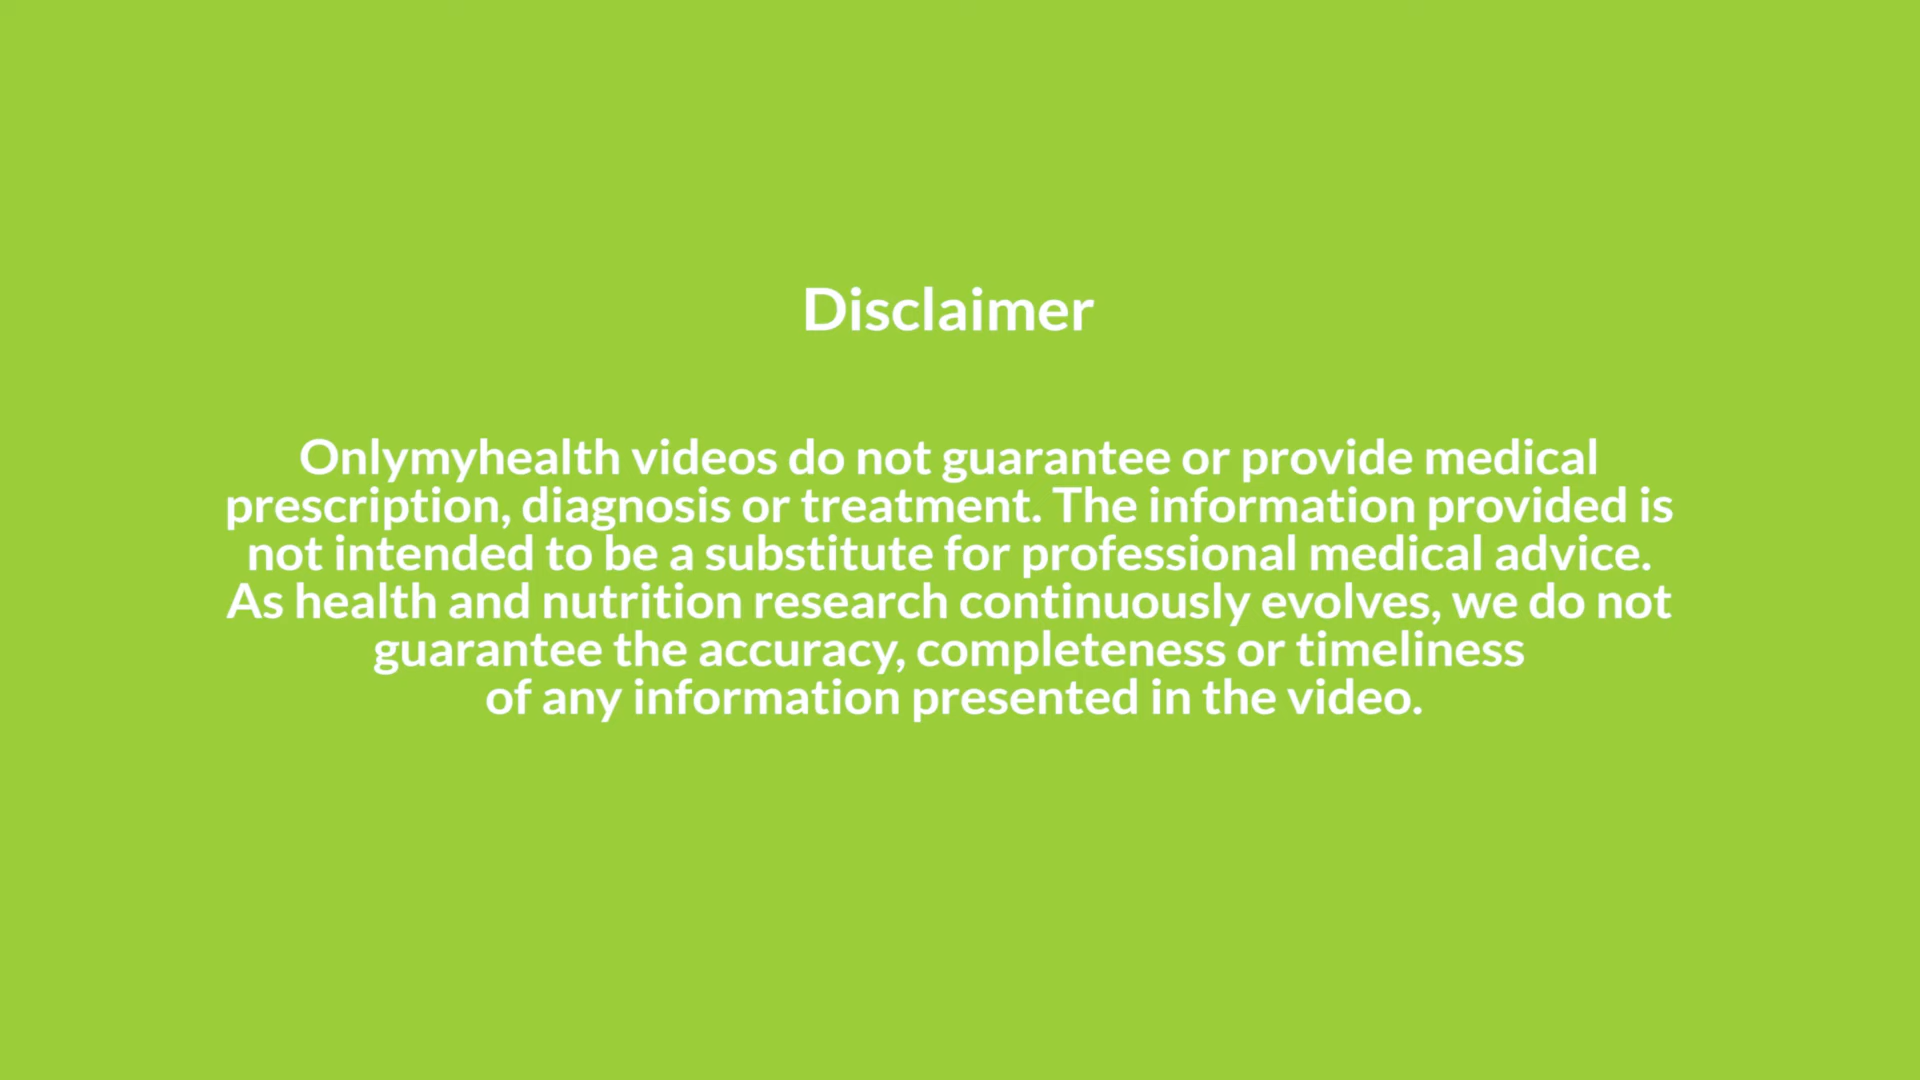 Disclaimer
Onlymyhealth videos do not guarantee or provide medical
prescription, diagnosis or treatment. The information provided is
not intended to be a substitute for professional medical advice.
As health and nutrition research continuously evolves, we do not
guarantee the accuracy, completeness or timeliness
of any information presented in the video.